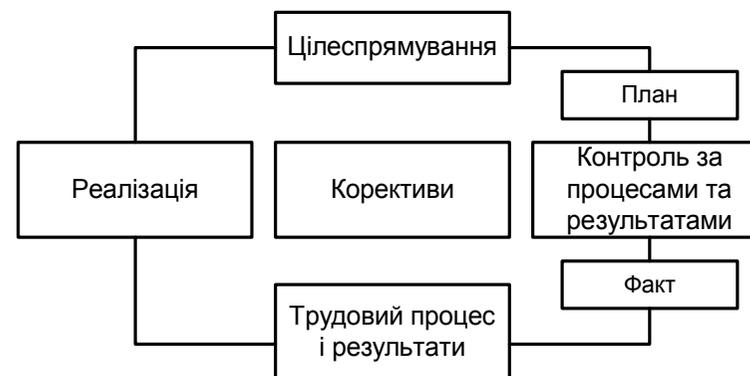 Цілеспрямування
План
Реалізація
Корективи
Контроль за
процесами та
результатами
Факт
Трудовий процес
і результати